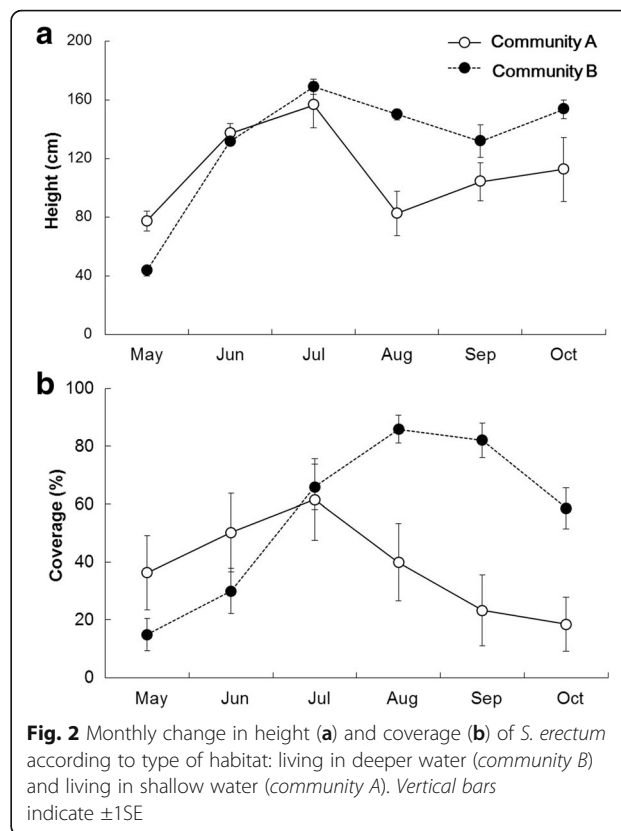 a
200
160
120
80
40
0
Height (cm)
Community A
Community B
May Jun Jul Aug Sep Oct
b
100
80
60
40
20
0
Coverage (%)
May Jun Jul Aug Sep Oct
Fig. 2 Monthly change in height (a) and coverage (b) of S. erectum
according to type of habitat: living in deeper water (community B)
and living in shallow water (community A). Vertical bars
indicate ±1SE